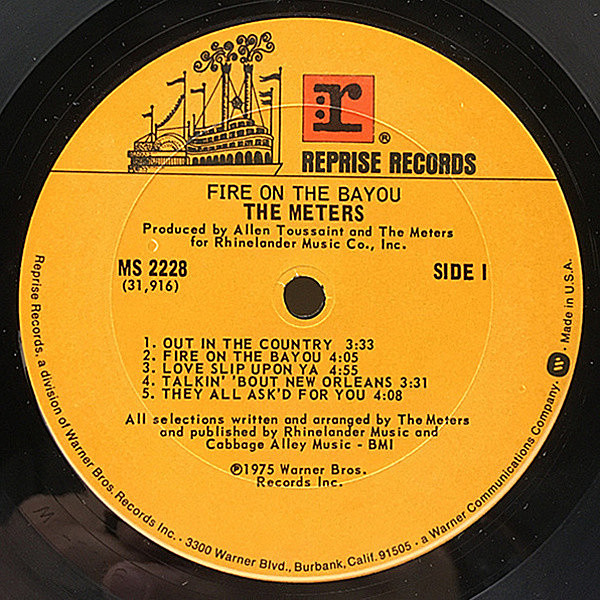 r
®
REPRISE RECORDS
FIRE ON THE BAYOU
THE METERS
Produced by Allen Toussaint and The Meters
for Rhinelander Music Co., Inc.
MS 2228
(31,916)
SIDE I
1. OUT IN THE COUNTRY 3:33
2. FIRE ON THE BAYOU 4:05
3. LOVE SLIP UPON YA 4:55
4. TALKIN' 'BOUT NEW ORLEANS 3:31
5. THEY ALL ASK'D FOR YOU 4:08
All selections written and arranged by The Meters
and published by Rhinelander Music and
Cabbage Alley Music - BMI
℗1975 Warner Bros.
Records Inc.
Reprise Records. a division of Warner Bros. Records Inc. · 3300 Warner Blvd., Burbank, Calif. 91505 · a Warner Communications Company. W · Made in U.S.A.